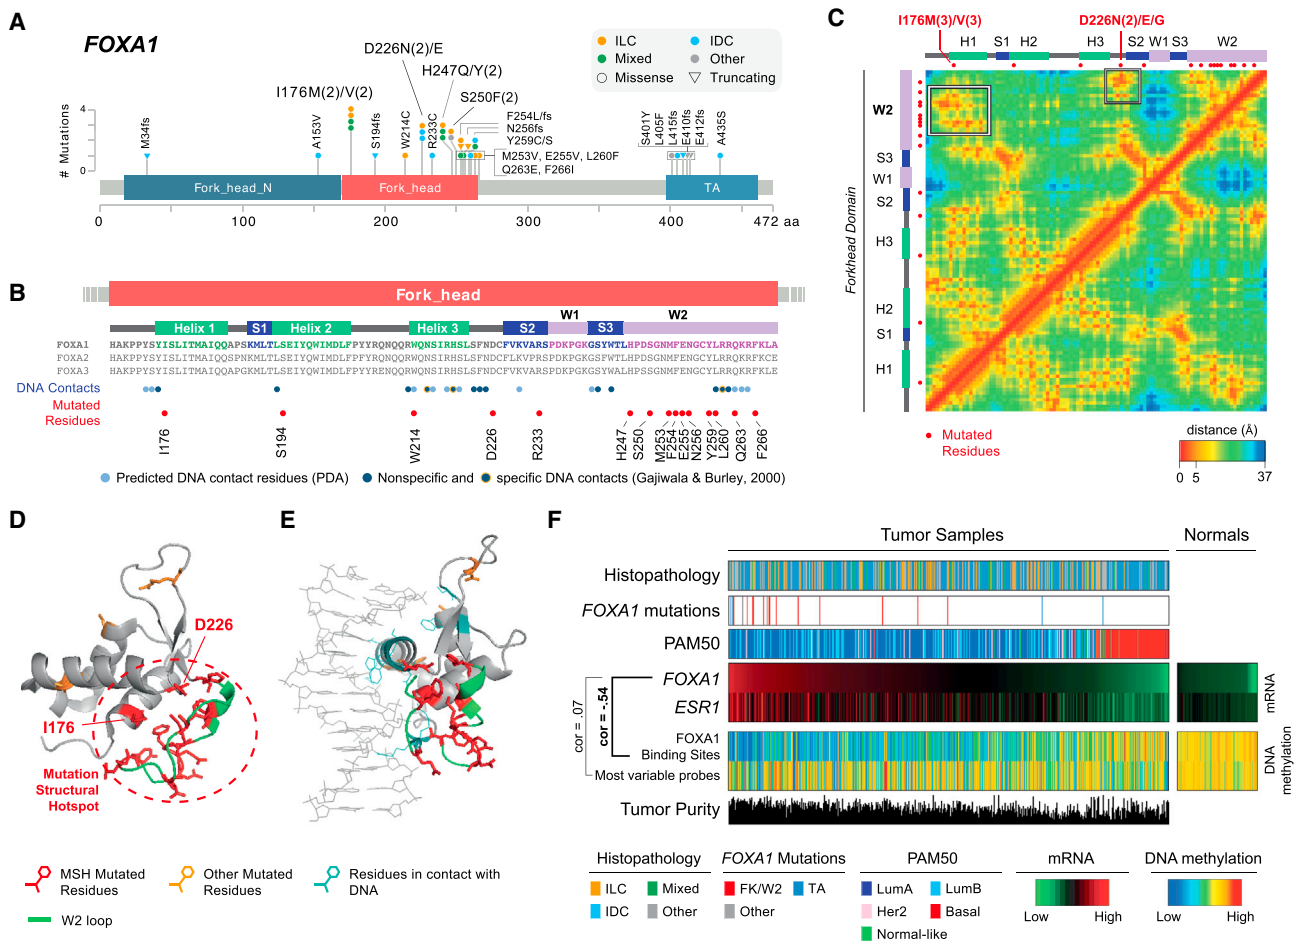 A
FOXA1
ILC
IDC
Mixed
Other
Missense
Truncating
D226N(2)/E
H247Q/Y(2)
I176M(2)/V(2)
S250F(2)
# Mutations
4
2
0
M34fs
A153V
S194fs
W214C
R233C
F254L/fs
N256fs
Y259C/S
M253V, E255V, L260F
Q263E, F266I
S401Y
L405F
L415fs
E410fs
E412fs
A435S
Fork_head_N
Fork_head
TA
0
100
200
300
400
472 aa
B
Fork_head
W1
W2
Helix 1
S1
Helix 2
Helix 3
S2
S3
FOXA1
HAKPPYSYISLITMAIQQAPSKMLTLSEIYQWIMDLFPYYRQNQQRWQNSIRHSLSFNDCFVKVARSPDKPGKGSYWTLHPDSGNMFENGCYLRRQKRFKLA
FOXA2
HAKPPYSYISLITMAIQQSPNKMLTLSEIYQWIMDLFPFYRQNQQRWQNSIRHSLSFNDCFLKVPRSPDKPGKGSFWTLHPDSGNMFENGCYLRRQKRFKCE
FOXA3
HAKPPYSYISLITMAIQQAPGKMLTLSEIYQWIMDLFPYYRENQQRWQNSIRHSLSFNDCFVKVARSPDKPGKGSYWALHPSSGNMFENGCYLRRQKRFKLE
DNA Contacts
Mutated
Residues
I176
S194
W214
D226
R233
H247
S250
M253
F254
E255
N256
Y259
L260
Q263
F266
Predicted DNA contact residues (PDA)
Nonspecific and
specific DNA contacts (Gajiwala & Burley, 2000)
C
I176M(3)/V(3)
D226N(2)/E/G
H1
S1
H2
H3
S2
W1
S3
W2
W2
S3
W1
S2
H3
H2
S1
H1
Forkhead Domain
Mutated
Residues
distance (Å)
0
5
15
37
D
D226
I176
Mutation
Structural
Hotspot
E
MSH Mutated
Residues
Other Mutated
Residues
Residues in contact with
DNA
W2 loop
F
Tumor Samples
Normals
Histopathology
FOXA1 mutations
PAM50
FOXA1
ESR1
mRNA
cor = .07
cor = -.54
FOXA1
Binding Sites
Most variable probes
DNA
methylation
Tumor Purity
Histopathology
ILC
Mixed
IDC
Other
FOXA1 Mutations
FK/W2
TA
Other
PAM50
LumA
LumB
Her2
Basal
Normal-like
mRNA
Low
High
DNA methylation
Low
High